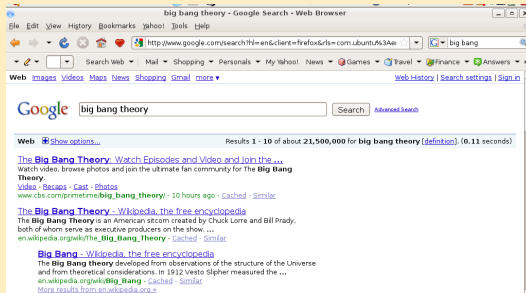 big bang theory - Google Search - Web Browser
File Edit View History Bookmarks Yahoo! Tools Help
http://www.google.com/search?hl=en&client=firefox&rls=com.ubuntu%3Aen big bang
Search Web Mail Shopping Personals My Yahoo! News Games Travel Finance Answers
Web Images Videos Maps News Shopping Gmail more ▼ Web History | Search settings | Sign in
Google big bang theory Search Advanced Search
Web Show options... Results 1 - 10 of about 21,500,000 for big bang theory [definition]. (0.11 seconds)
The Big Bang Theory: Watch Episodes and Video and Join the ...
Watch video, browse photos and join the ultimate fan community for The Big Bang
Theory.
Video - Recaps - Cast - Photos
www.cbs.com/primetime/big_bang_theory/ - 10 hours ago - Cached - Similar
The Big Bang Theory - Wikipedia, the free encyclopedia
The Big Bang Theory is an American sitcom created by Chuck Lorre and Bill Prady,
both of whom serve as executive producers on the show. ...
en.wikipedia.org/wiki/The_Big_Bang_Theory - Cached - Similar
Big Bang - Wikipedia, the free encyclopedia
The Big Bang theory developed from observations of the structure of the Universe
and from theoretical considerations. In 1912 Vesto Slipher measured the ...
en.wikipedia.org/wiki/Big_Bang - Cached - Similar
More results from en.wikipedia.org »